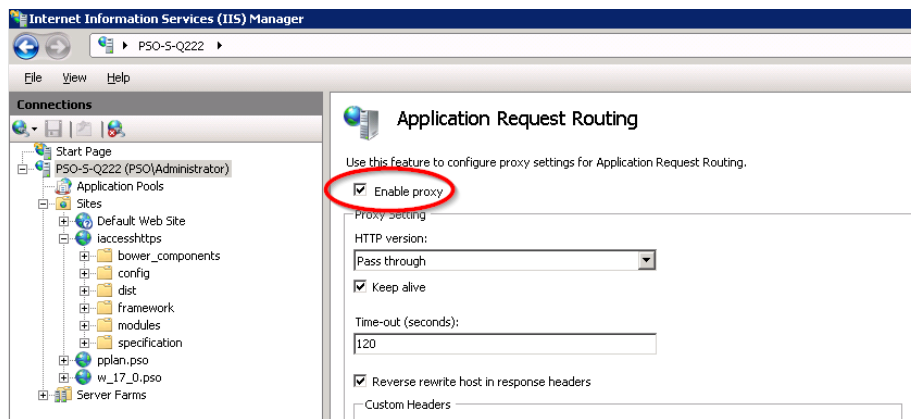 Internet Information Services (IIS) Manager
PSO-S-Q222
File View Help
Connections
Start Page
PSO-S-Q222 (PSO\Administrator)
Application Pools
Sites
Default Web Site
iaccesshttps
bower_components
config
dist
framework
modules
specification
pplan.pso
w_17_0.pso
Server Farms
Application Request Routing
Use this feature to configure proxy settings for Application Request Routing.
Enable proxy
Proxy Setting
HTTP version:
Pass through
Keep alive
Time-out (seconds):
120
Reverse rewrite host in response headers
Custom Headers